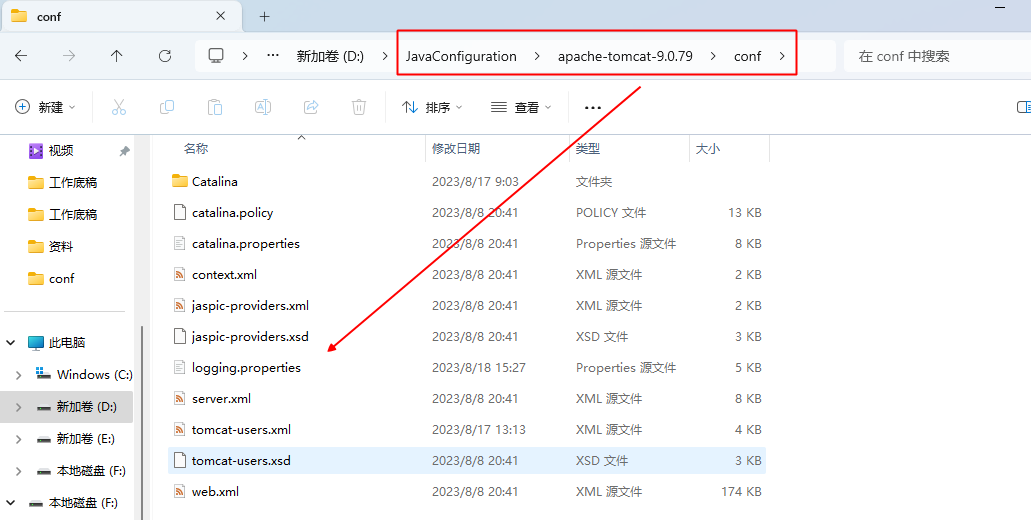 conf
新加卷 (D:) JavaConfiguration apache-tomcat-9.0.79 conf 在 conf 中搜索
新建 排序 查看
名称 修改日期 类型 大小
视频
工作底稿
工作底稿
资料
conf
此电脑
Windows (C:)
新加卷 (D:)
新加卷 (E:)
本地磁盘 (F:)
本地磁盘 (F:)
Catalina 2023/8/17 9:03 文件夹
catalina.policy 2023/8/8 20:41 POLICY 文件 13 KB
catalina.properties 2023/8/8 20:41 Properties 源文件 8 KB
context.xml 2023/8/8 20:41 XML 源文件 2 KB
jaspic-providers.xml 2023/8/8 20:41 XML 源文件 2 KB
jaspic-providers.xsd 2023/8/8 20:41 XSD 文件 3 KB
logging.properties 2023/8/18 15:27 Properties 源文件 5 KB
server.xml 2023/8/8 20:41 XML 源文件 8 KB
tomcat-users.xml 2023/8/17 13:13 XML 源文件 4 KB
tomcat-users.xsd 2023/8/8 20:41 XSD 文件 3 KB
web.xml 2023/8/8 20:41 XML 源文件 174 KB